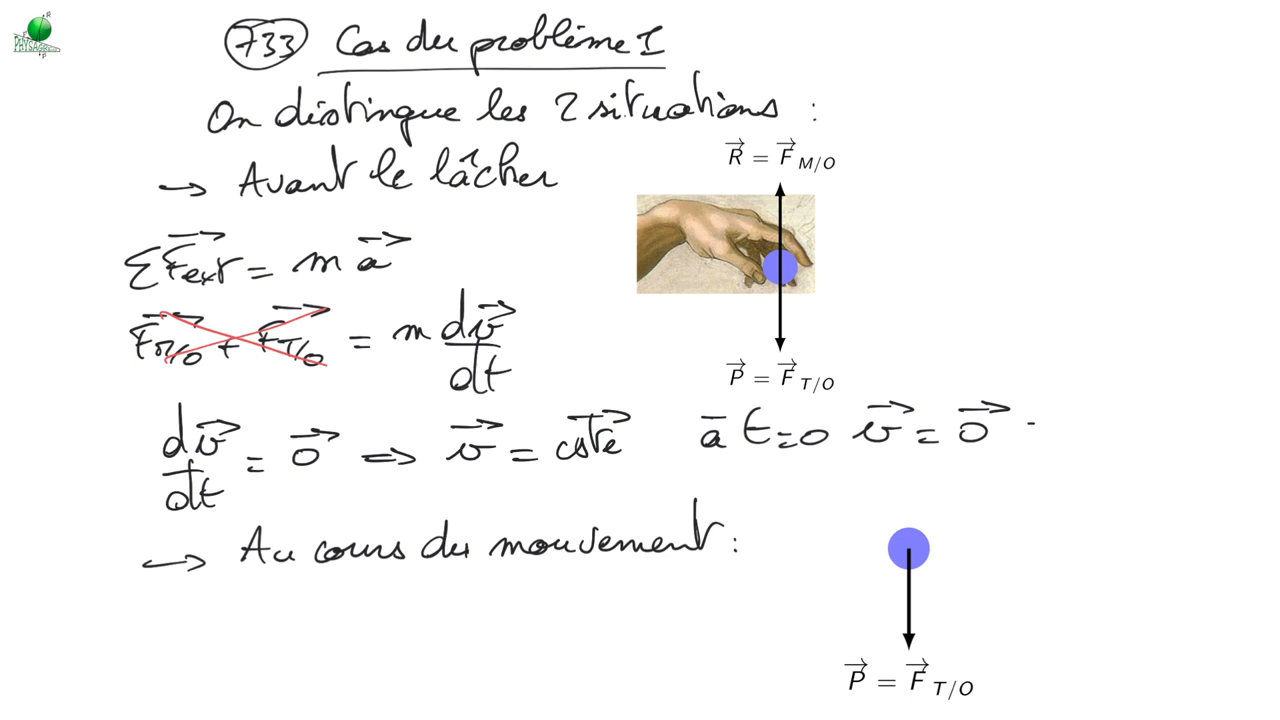 733 Cas du problème 1
On distingue les 2 situations :
→ Avant le lâcher
R⃗ = F⃗ M/O
Σ F⃗ext = m a⃗
F⃗M/O + F⃗T/O = m dv⃗/dt
P⃗ = F⃗ T/O
dv⃗/dt = 0⃗ ⇒ v⃗ = cste⃗ à t=0 v⃗ = 0⃗ .
→ Au cours du mouvement :
P⃗ = F⃗ T/O